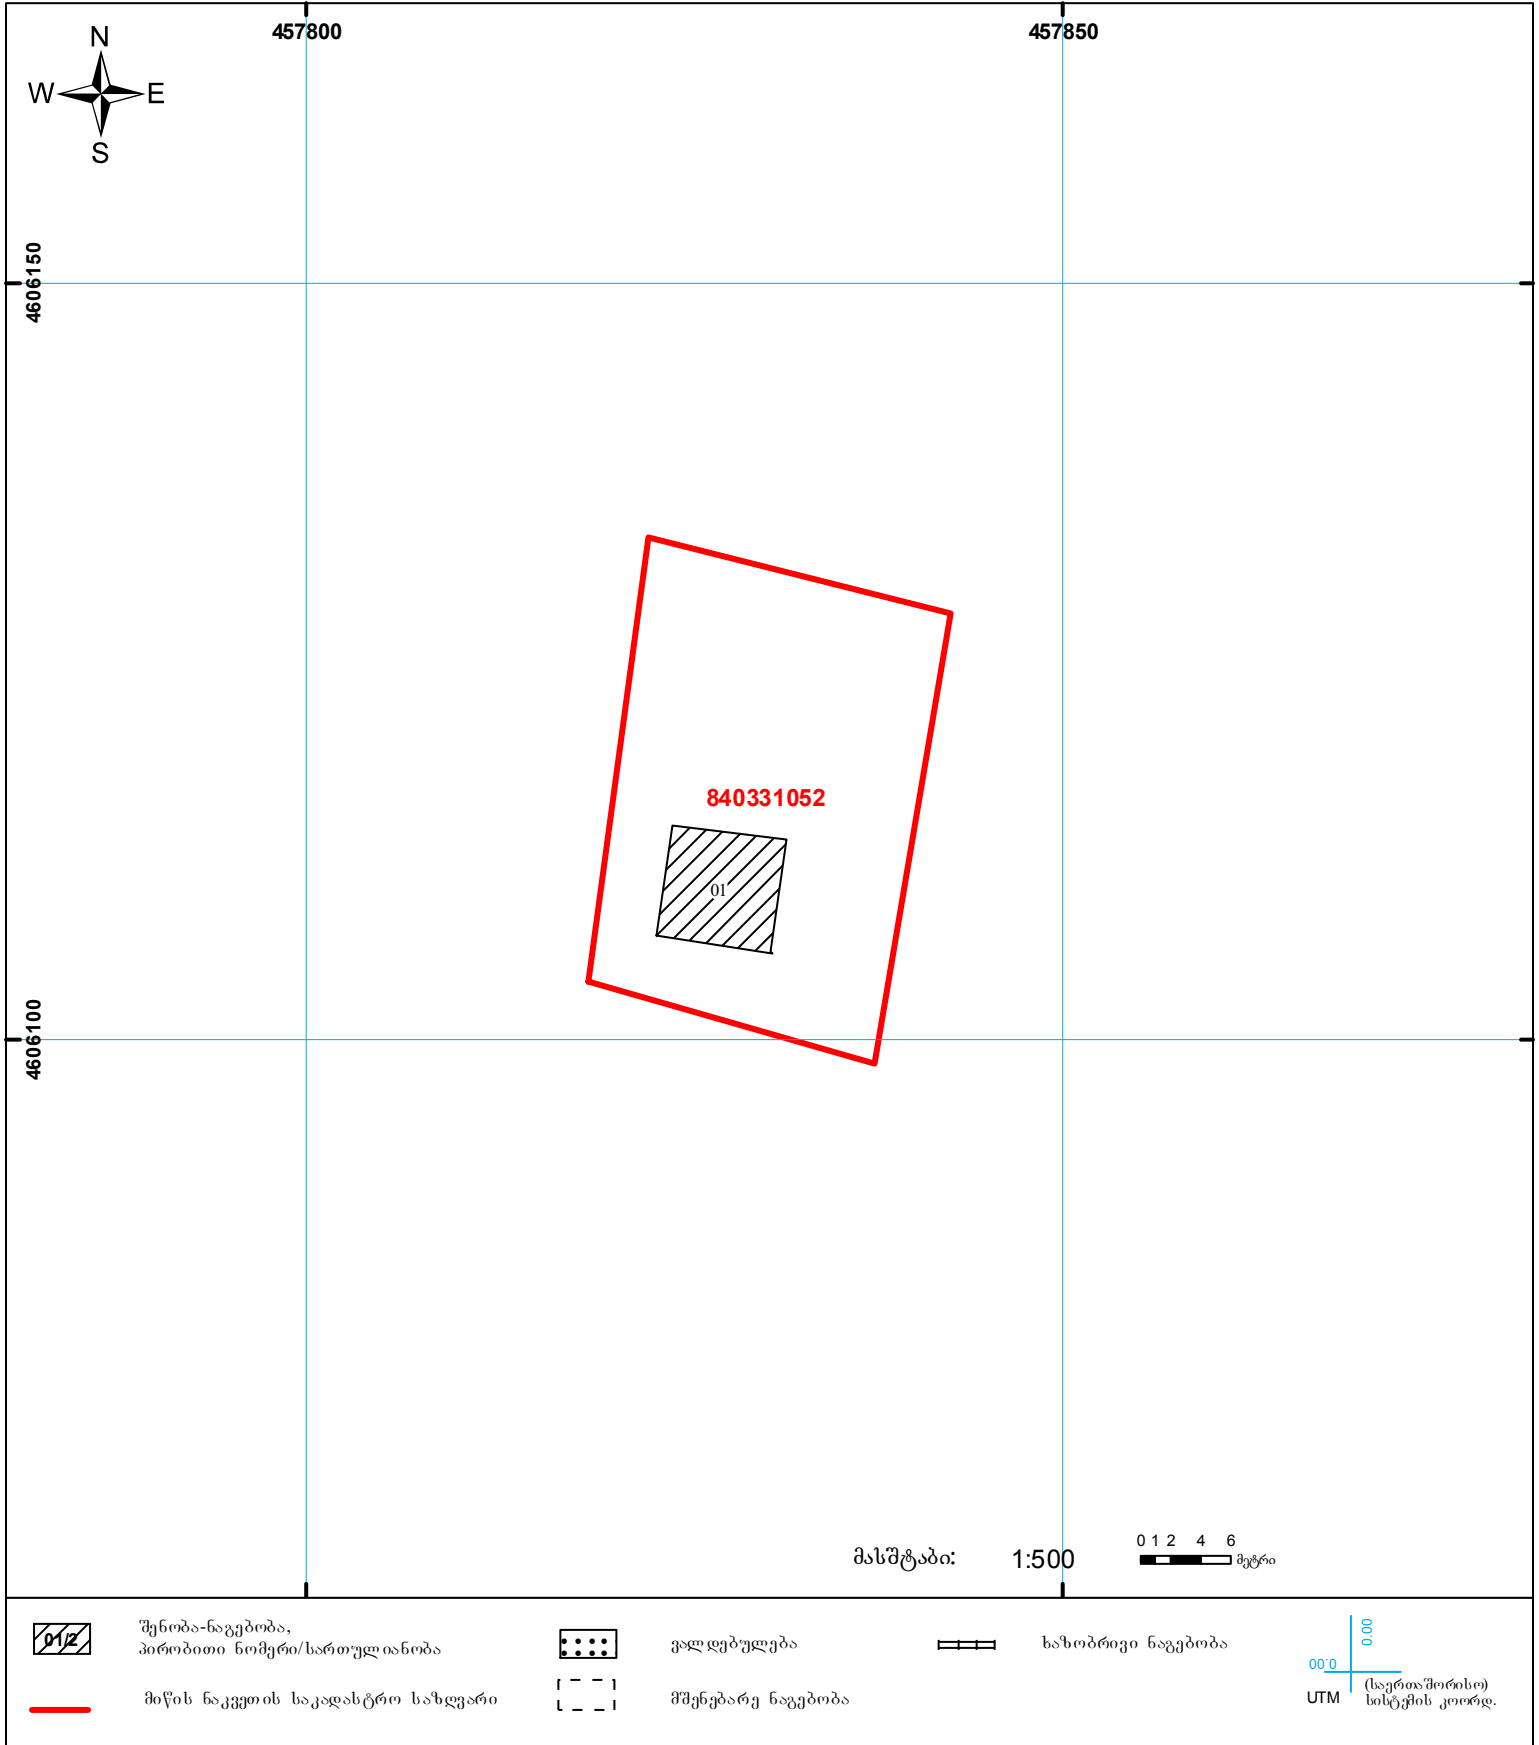 457800
457850
N
W
E
S
4606150
840331052
01
4606100
0 1 2 4 6
მასშტაბი: 1:500
მეტრი
01/2
შენობა-ნაგებობა,
პირობითი ნომერი/სართულიანობა
ვალდებულება
ხაზობრივი ნაგებობა
მიწის ნაკვეთის საკადასტრო საზღვარი
მშენებარე ნაგებობა
00.0
00.0
UTM
(საერთაშორისო)
სისტემის კოორდ.